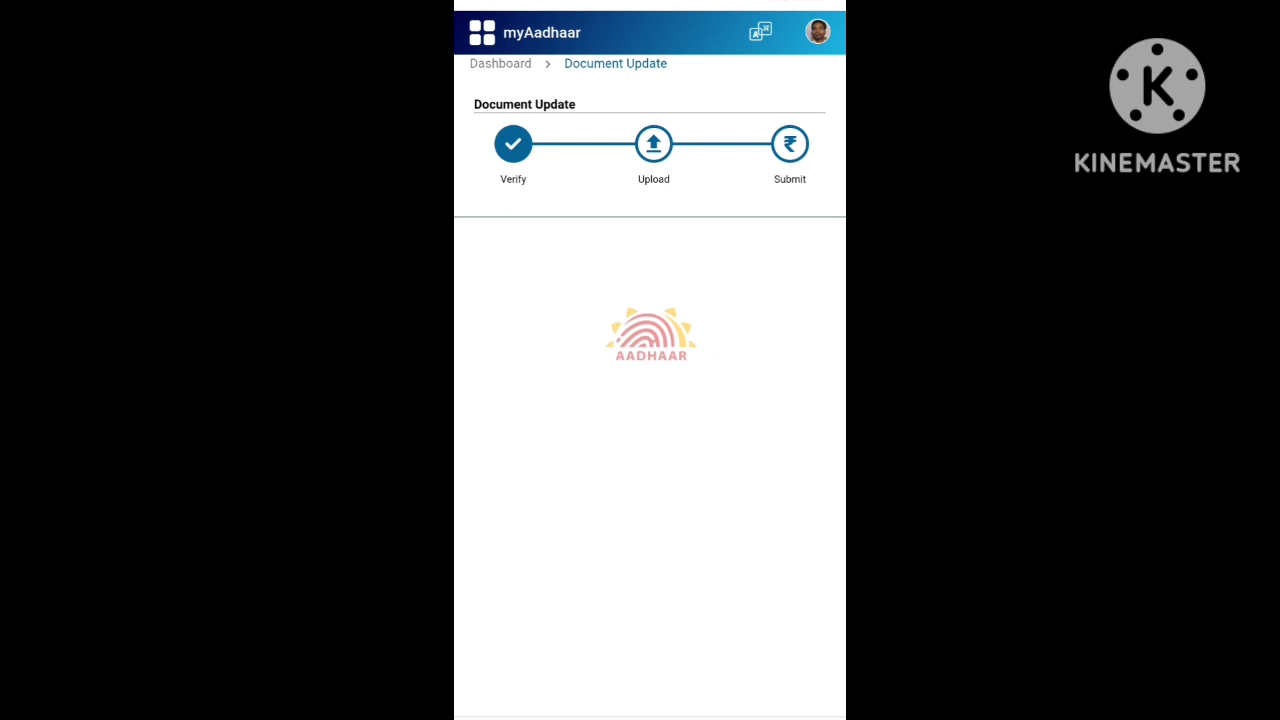 myAadhaar
Dashboard > Document Update
Document Update
Verify Upload Submit
AADHAAR
KINEMASTER